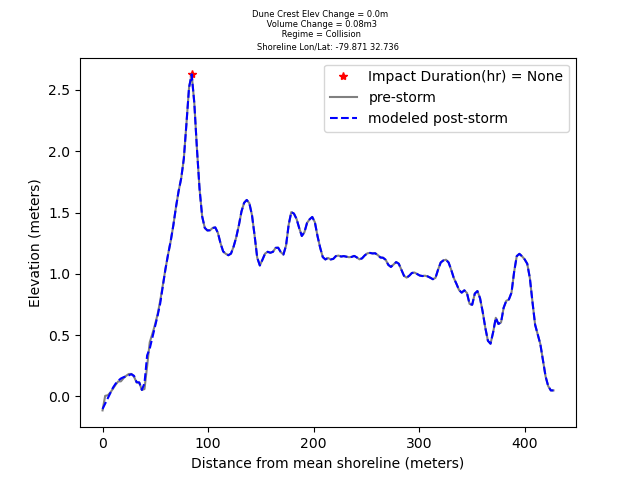 Dune Crest Elev Change = 0.0m
Volume Change = 0.08m3
Regime = Collision
Shoreline Lon/Lat: -79.871 32.736
Impact Duration(hr) = None
pre-storm
modeled post-storm
2.5
2.0
1.5
1.0
0.5
0.0
Elevation (meters)
0 100 200 300 400
Distance from mean shoreline (meters)